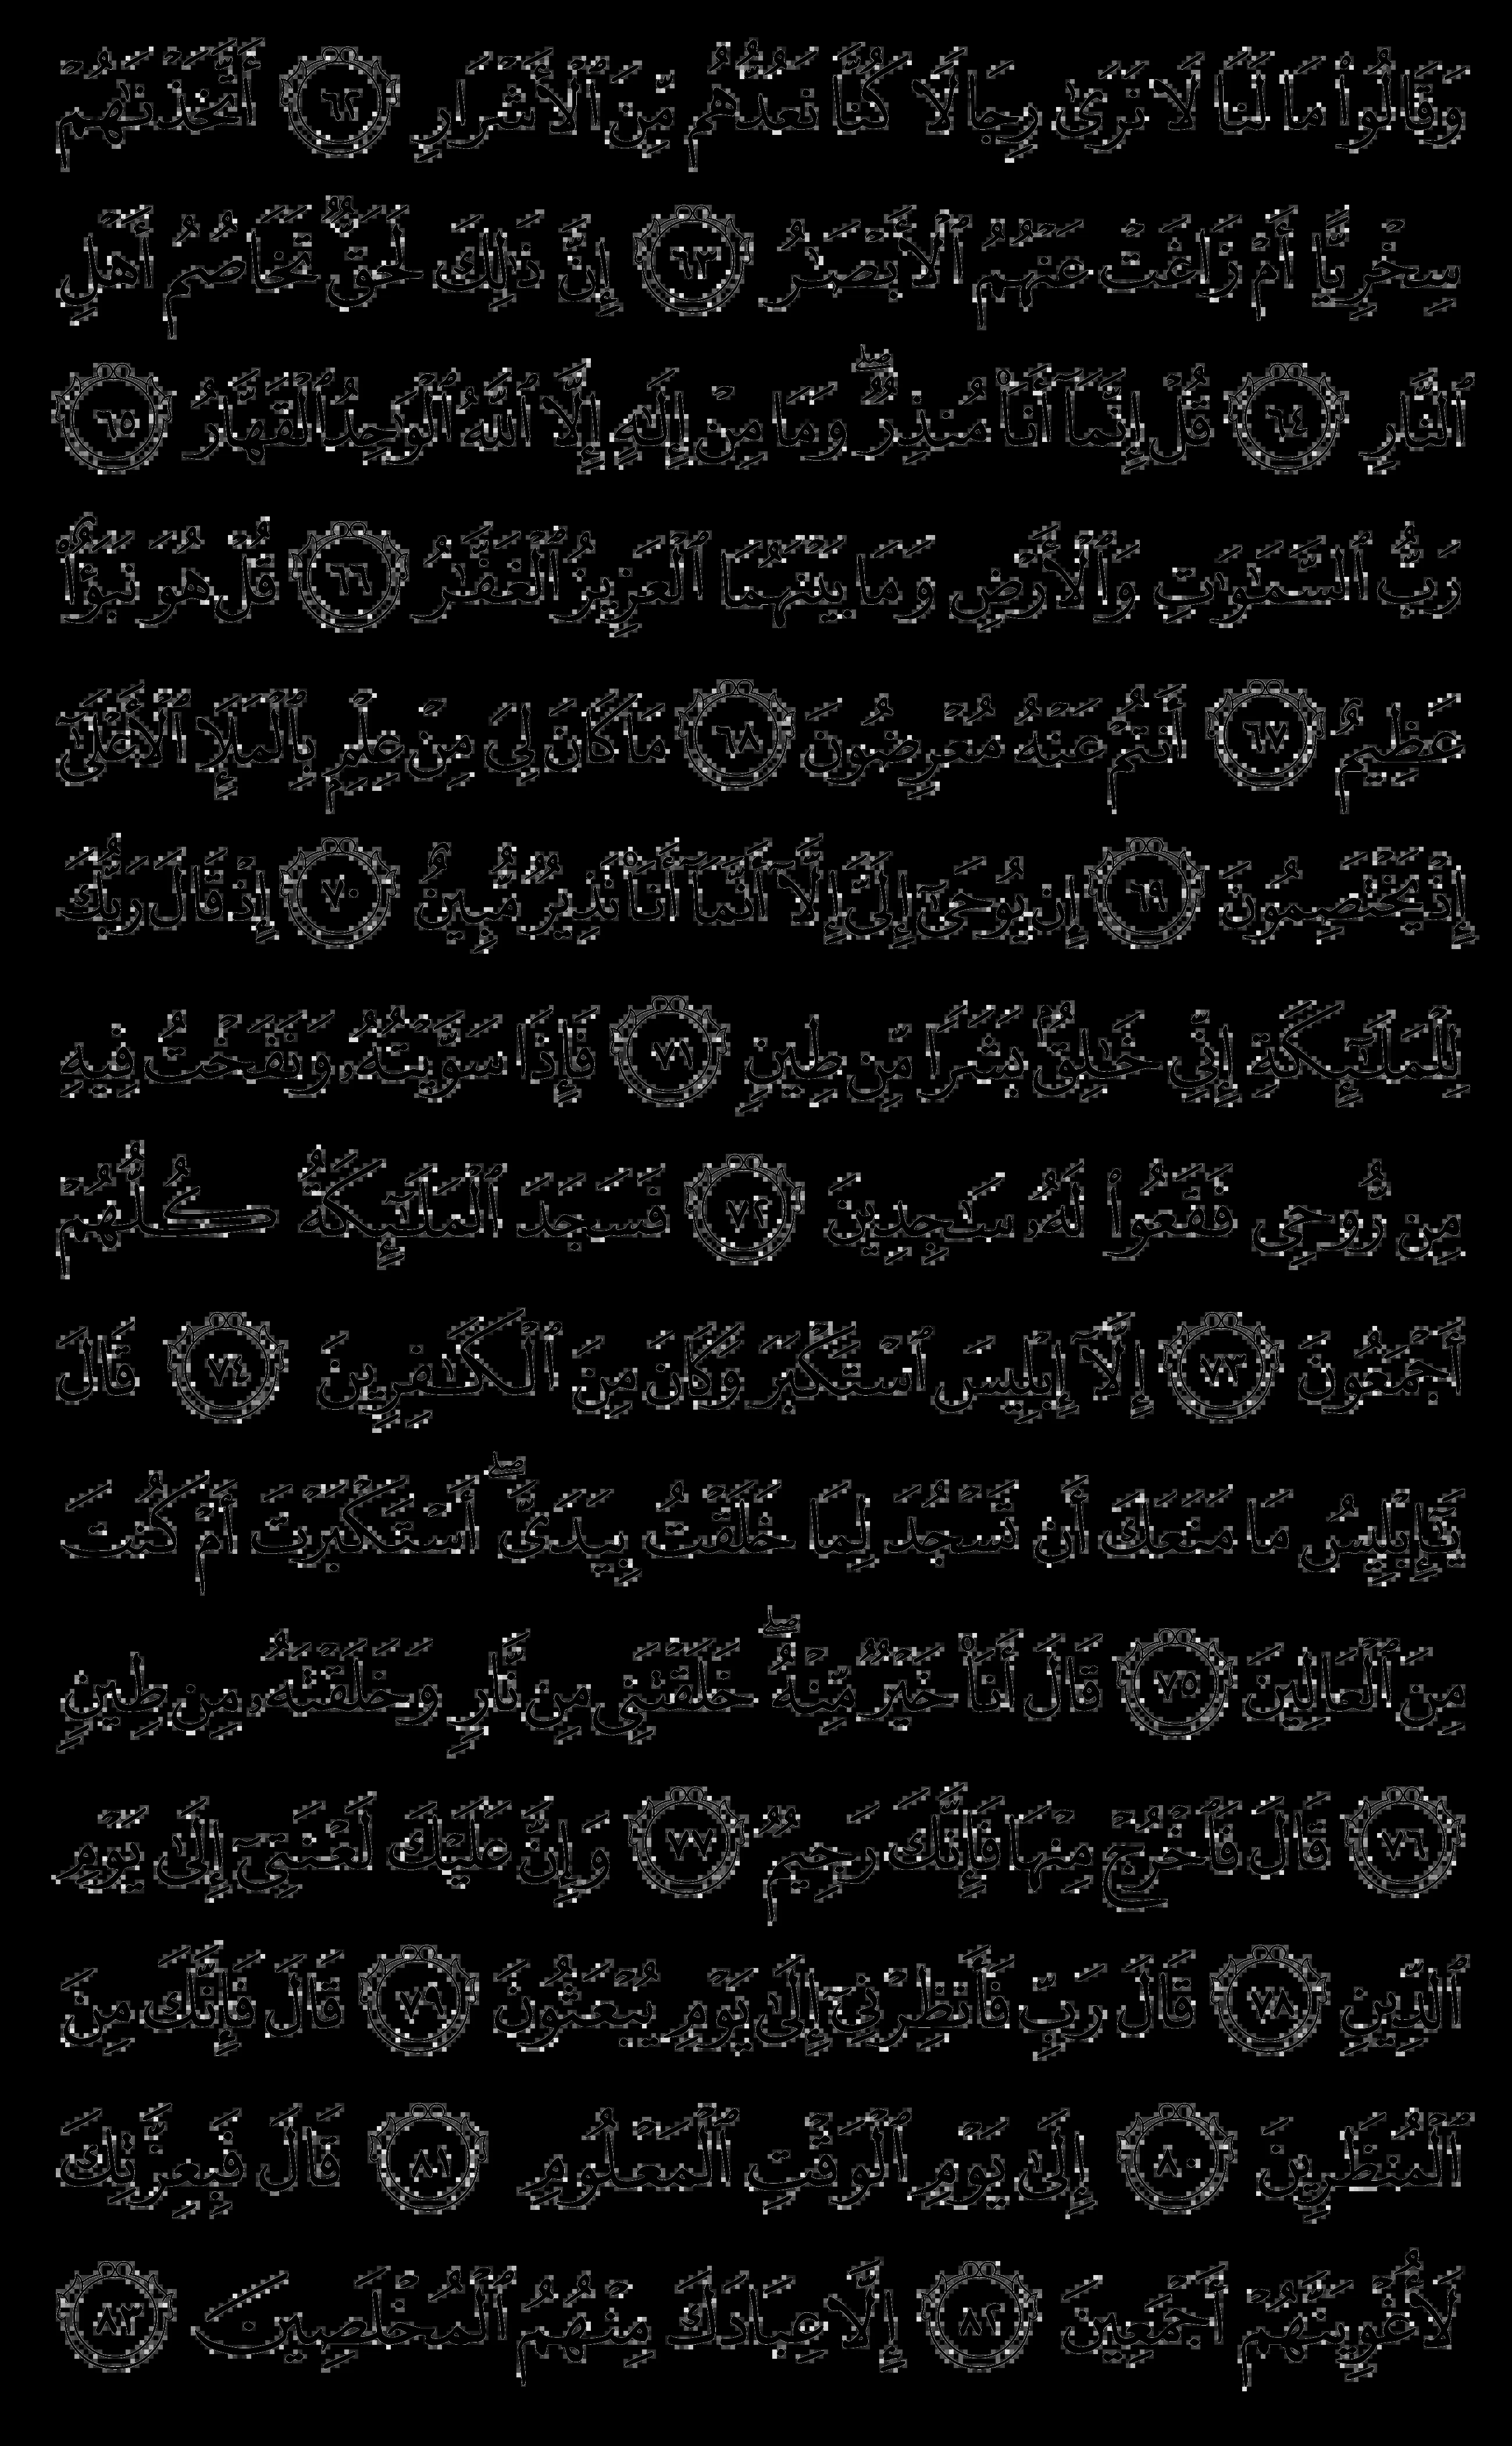 وَقَالُوا۟ مَا لَنَا لَا نَرَىٰ رِجَالًا كُنَّا نَعُدُّهُم مِّنَ ٱلْأَشْرَارِ ٦٢ أَتَّخَذْنَٰهُمْ
سِخْرِيًّا أَمْ زَاغَتْ عَنْهُمُ ٱلْأَبْصَٰرُ ٦٣ إِنَّ ذَٰلِكَ لَحَقٌّ تَخَاصُمُ أَهْلِ
ٱلنَّارِ ٦٤ قُلْ إِنَّمَآ أَنَا۠ مُنذِرٌ ۖ وَمَا مِنْ إِلَٰهٍ إِلَّا ٱللَّهُ ٱلْوَٰحِدُ ٱلْقَهَّارُ ٦٥
رَبُّ ٱلسَّمَٰوَٰتِ وَٱلْأَرْضِ وَمَا بَيْنَهُمَا ٱلْعَزِيزُ ٱلْغَفَّٰرُ ٦٦ قُلْ هُوَ نَبَؤٌا۟
عَظِيمٌ ٦٧ أَنتُمْ عَنْهُ مُعْرِضُونَ ٦٨ مَا كَانَ لِىَ مِنْ عِلْمٍۭ بِٱلْمَلَإِ ٱلْأَعْلَىٰٓ
إِذْ يَخْتَصِمُونَ ٦٩ إِن يُوحَىٰٓ إِلَىَّ إِلَّآ أَنَّمَآ أَنَا۠ نَذِيرٌ مُّبِينٌ ٧٠ إِذْ قَالَ رَبُّكَ
لِلْمَلَٰٓئِكَةِ إِنِّى خَٰلِقٌۢ بَشَرًا مِّن طِينٍ ٧١ فَإِذَا سَوَّيْتُهُۥ وَنَفَخْتُ فِيهِ
مِن رُّوحِى فَقَعُوا۟ لَهُۥ سَٰجِدِينَ ٧٢ فَسَجَدَ ٱلْمَلَٰٓئِكَةُ كُلُّهُمْ
أَجْمَعُونَ ٧٣ إِلَّآ إِبْلِيسَ ٱسْتَكْبَرَ وَكَانَ مِنَ ٱلْكَٰفِرِينَ ٧٤ قَالَ
يَٰٓإِبْلِيسُ مَا مَنَعَكَ أَن تَسْجُدَ لِمَا خَلَقْتُ بِيَدَىَّ ۖ أَسْتَكْبَرْتَ أَمْ كُنتَ
مِنَ ٱلْعَالِينَ ٧٥ قَالَ أَنَا۠ خَيْرٌ مِّنْهُ ۖ خَلَقْتَنِى مِن نَّارٍ وَخَلَقْتَهُۥ مِن طِينٍ
٧٦ قَالَ فَٱخْرُجْ مِنْهَا فَإِنَّكَ رَجِيمٌ ٧٧ وَإِنَّ عَلَيْكَ لَعْنَتِىٓ إِلَىٰ يَوْمِ
ٱلدِّينِ ٧٨ قَالَ رَبِّ فَأَنظِرْنِىٓ إِلَىٰ يَوْمِ يُبْعَثُونَ ٧٩ قَالَ فَإِنَّكَ مِنَ
ٱلْمُنظَرِينَ ٨٠ إِلَىٰ يَوْمِ ٱلْوَقْتِ ٱلْمَعْلُومِ ٨١ قَالَ فَبِعِزَّتِكَ
لَأُغْوِيَنَّهُمْ أَجْمَعِينَ ٨٢ إِلَّا عِبَادَكَ مِنْهُمُ ٱلْمُخْلَصِينَ ٨٣